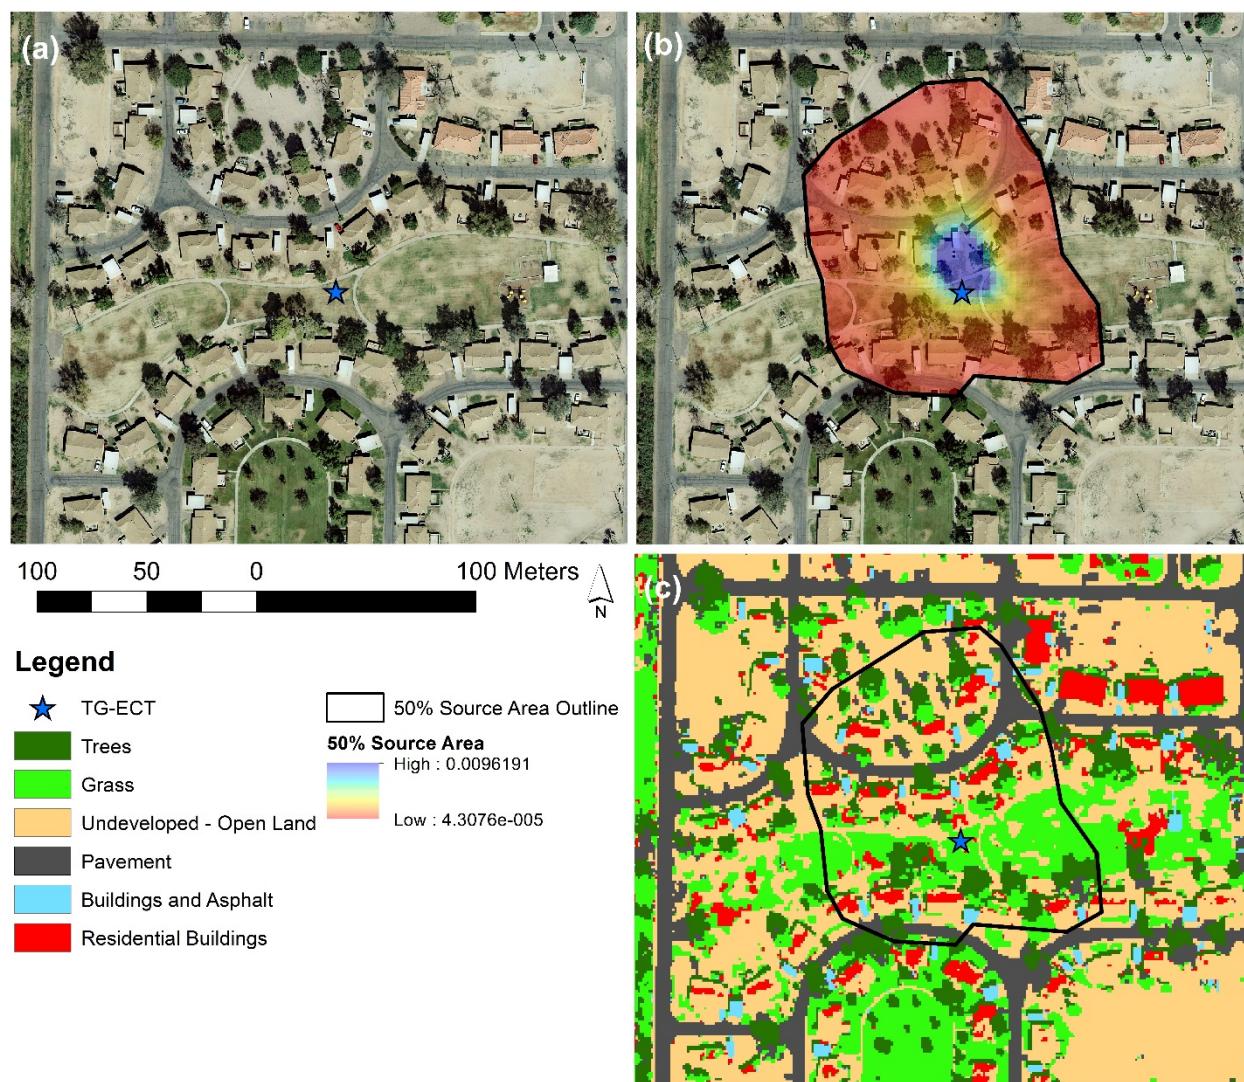 (a)
(b)
100 50 0 100 Meters
N
(c)
Legend
TG-ECT
50% Source Area Outline
Trees
50% Source Area
Grass
High : 0.0096191
Undeveloped - Open Land
Low : 4.3076e-005
Pavement
Buildings and Asphalt
Residential Buildings